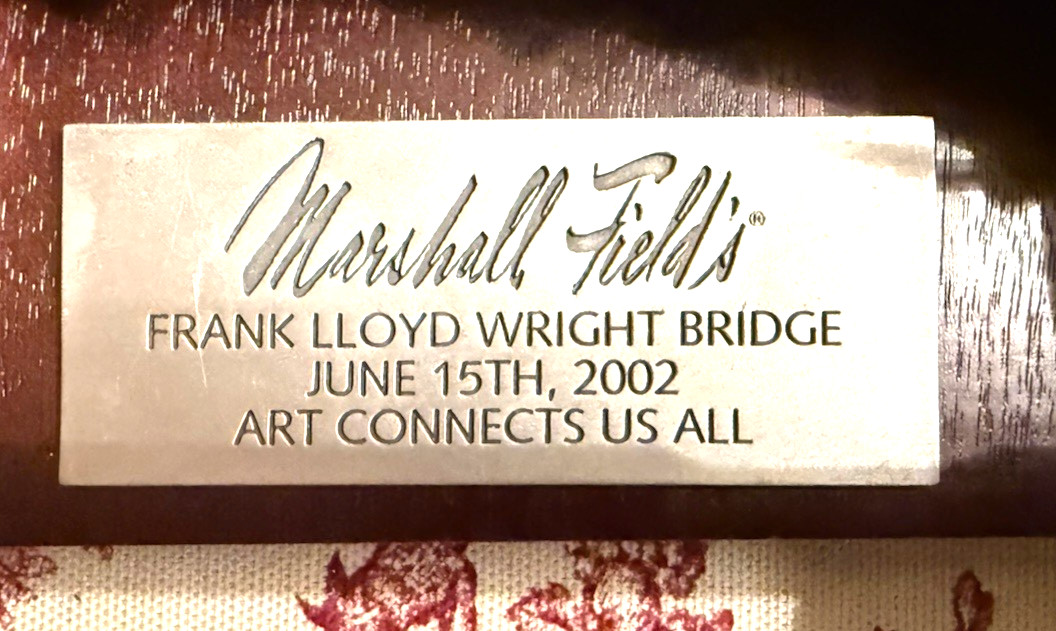 Marshall Field's®
FRANK LLOYD WRIGHT BRIDGE
JUNE 15TH, 2002
ART CONNECTS US ALL